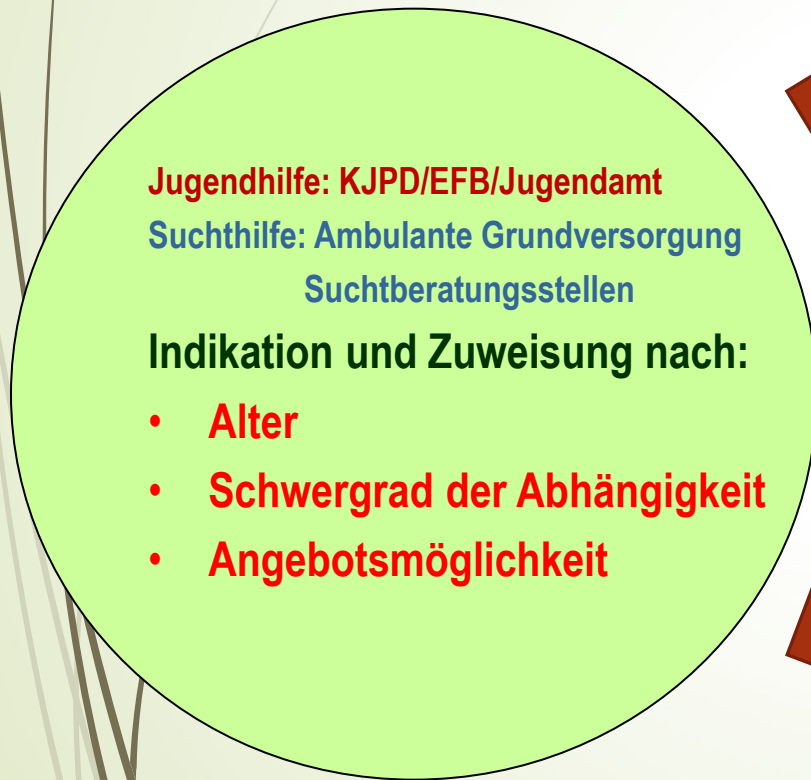 Jugendhilfe: KJPD/EFB/Jugendamt
Suchthilfe: Ambulante Grundversorgung
Suchtberatungsstellen
Indikation und Zuweisung nach:
• Alter
• Schwergrad der Abhängigkeit
• Angebotsmöglichkeit